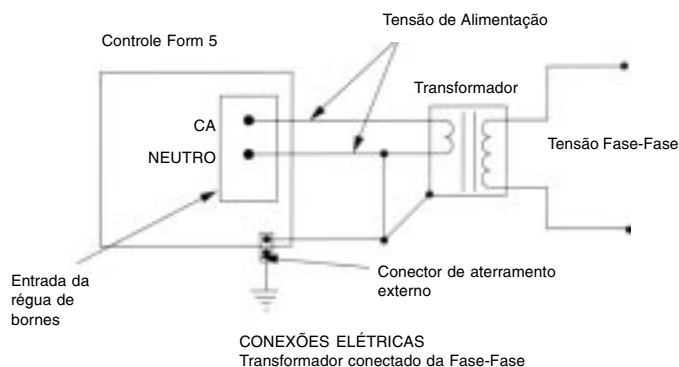 Tensão de Alimentação
Controle Form 5
Transformador
CA
Tensão Fase-Fase
NEUTRO
Entrada da
régua de
bornes
Conector de aterramento
externo
CONEXÕES ELÉTRICAS
Transformador conectado da Fase-Fase